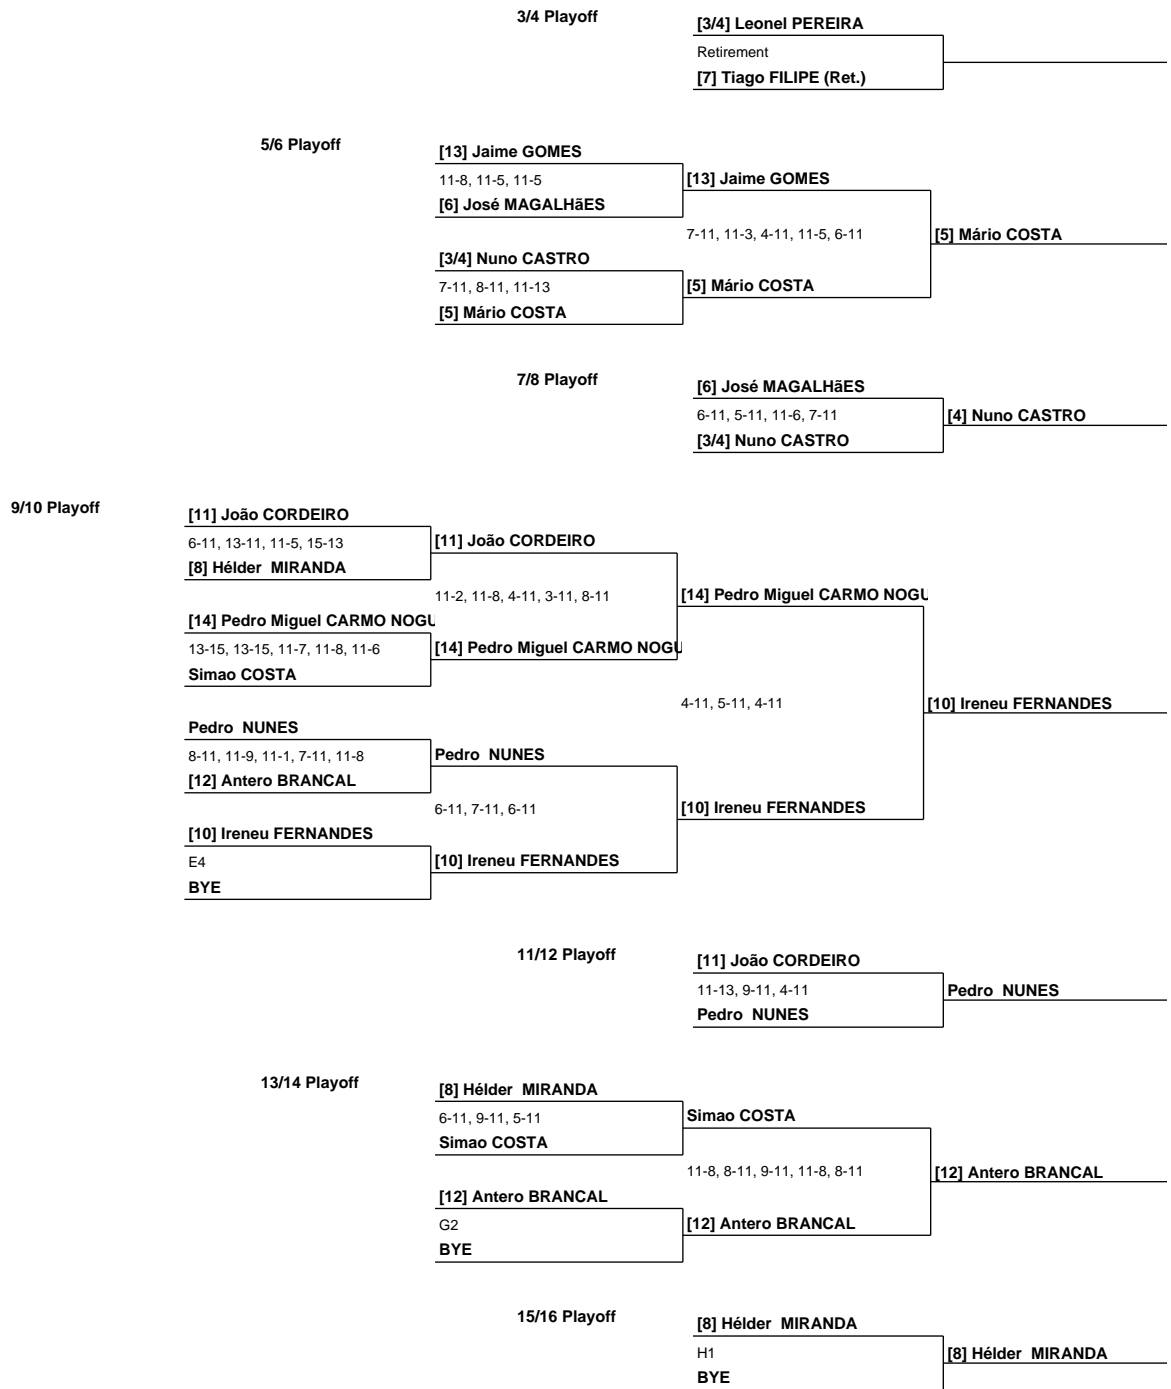 3/4 Playoff
[3/4] Leonel PEREIRA
Retirement
[7] Tiago FILIPE (Ret.)
5/6 Playoff
[13] Jaime GOMES
11-8, 11-5, 11-5
[13] Jaime GOMES
[6] José MAGALHãES
7-11, 11-3, 4-11, 11-5, 6-11
[5] Mário COSTA
[3/4] Nuno CASTRO
7-11, 8-11, 11-13
[5] Mário COSTA
[5] Mário COSTA
7/8 Playoff
[6] José MAGALHãES
6-11, 5-11, 11-6, 7-11
[4] Nuno CASTRO
[3/4] Nuno CASTRO
9/10 Playoff
[11] João CORDEIRO
6-11, 13-11, 11-5, 15-13
[11] João CORDEIRO
[8] Hélder MIRANDA
11-2, 11-8, 4-11, 3-11, 8-11
[14] Pedro Miguel CARMO NOGU
[14] Pedro Miguel CARMO NOGU
13-15, 13-15, 11-7, 11-8, 11-6
[14] Pedro Miguel CARMO NOGU
Simao COSTA
4-11, 5-11, 4-11
[10] Ireneu FERNANDES
Pedro NUNES
8-11, 11-9, 11-1, 7-11, 11-8
Pedro NUNES
[12] Antero BRANCAL
6-11, 7-11, 6-11
[10] Ireneu FERNANDES
[10] Ireneu FERNANDES
E4
[10] Ireneu FERNANDES
BYE
11/12 Playoff
[11] João CORDEIRO
11-13, 9-11, 4-11
Pedro NUNES
Pedro NUNES
13/14 Playoff
[8] Hélder MIRANDA
6-11, 9-11, 5-11
Simao COSTA
Simao COSTA
11-8, 8-11, 9-11, 11-8, 8-11
[12] Antero BRANCAL
[12] Antero BRANCAL
G2
[12] Antero BRANCAL
BYE
15/16 Playoff
[8] Hélder MIRANDA
H1
[8] Hélder MIRANDA
BYE